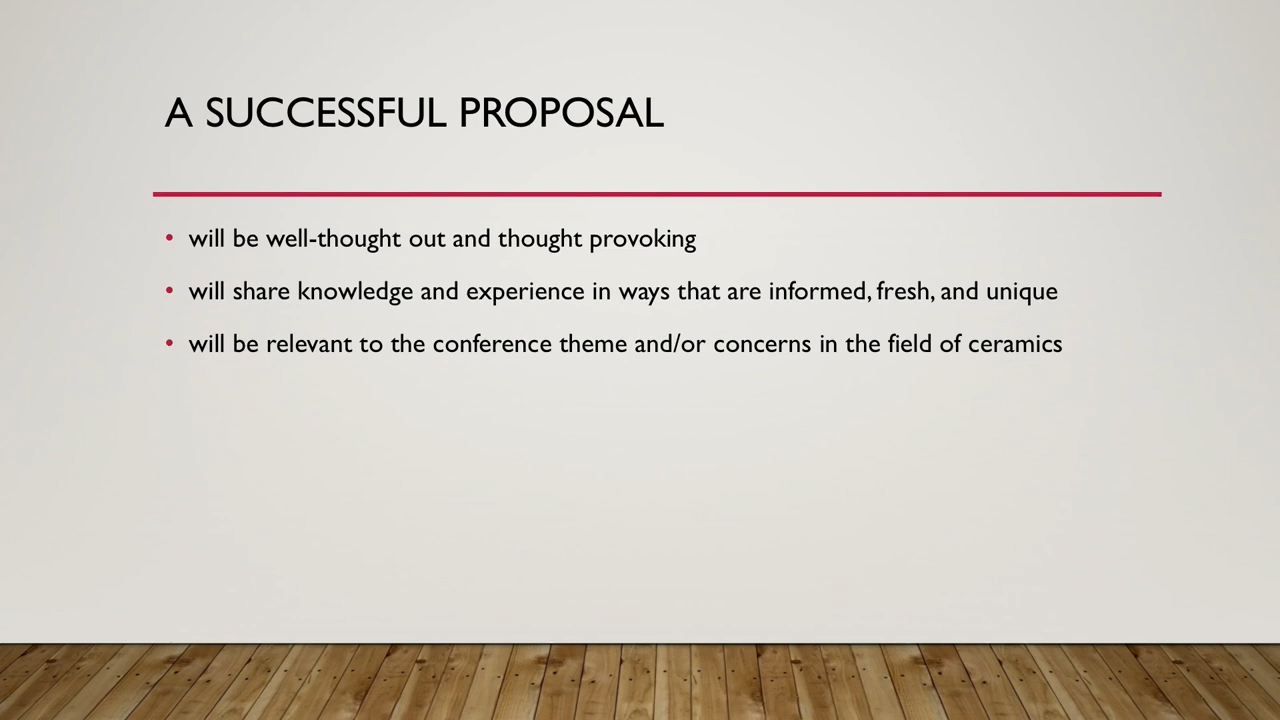 A SUCCESSFUL PROPOSAL
• will be well-thought out and thought provoking
• will share knowledge and experience in ways that are informed, fresh, and unique
• will be relevant to the conference theme and/or concerns in the field of ceramics